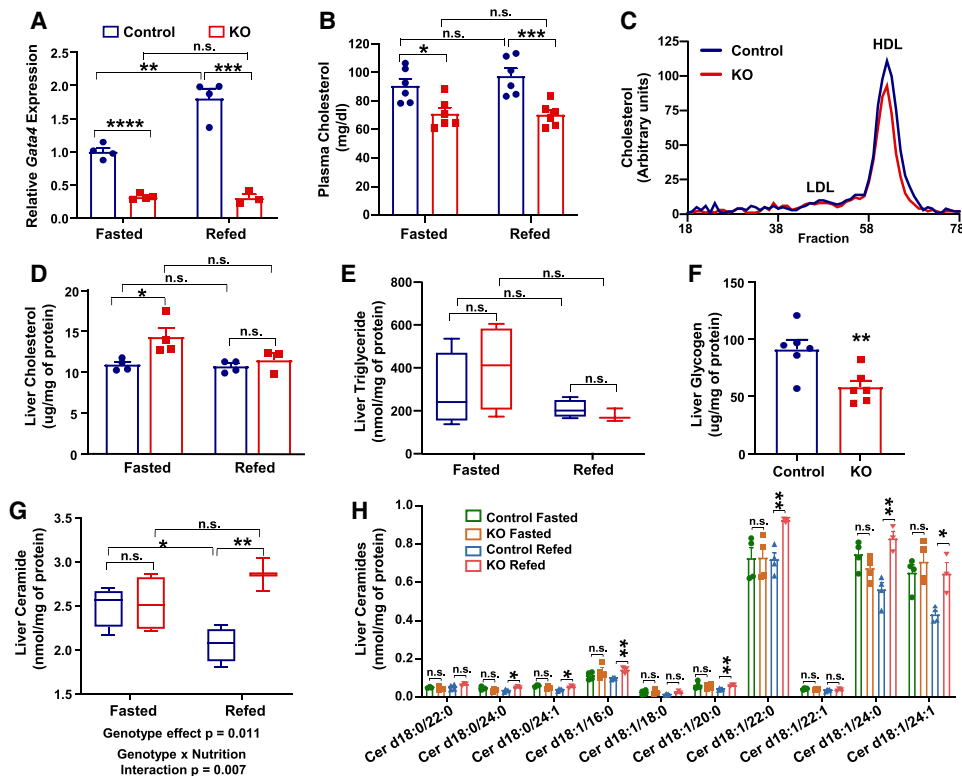 A
Control
KO
n.s.
**
***
****
Relative Gata4 Expression
2.5
2.0
1.5
1.0
0.5
0.0
Fasted
Refed
B
n.s.
n.s.
*
***
Plasma Cholesterol
(mg/dl)
120
100
80
60
40
20
0
Fasted
Refed
C
Control
KO
HDL
LDL
Cholesterol
(Arbitrary units)
125
100
75
50
25
0
18
38
58
78
Fraction
D
n.s.
n.s.
*
n.s.
Liver Cholesterol
(ug/mg of protein)
20
15
10
5
0
Fasted
Refed
E
n.s.
n.s.
n.s.
n.s.
Liver Triglyceride
(nmol/mg of protein)
800
600
400
200
0
Fasted
Refed
F
**
Liver Glycogen
(ug/mg of protein)
150
100
50
0
Control
KO
G
n.s.
*
n.s.
**
Liver Ceramide
(nmol/mg of protein)
3.5
3.0
2.5
2.0
1.5
Fasted
Refed
Genotype effect p = 0.011
Genotype x Nutrition
Interaction p = 0.007
H
Control Fasted
KO Fasted
Control Refed
KO Refed
Liver Ceramides
(nmol/mg of protein)
1.0
0.8
0.6
0.4
0.2
0.0
n.s.
n.s.
n.s.
*
n.s.
*
n.s.
**
n.s.
n.s.
n.s.
**
n.s.
**
n.s.
n.s.
n.s.
**
n.s.
*
Cer d18:0/22:0
Cer d18:0/24:0
Cer d18:0/24:1
Cer d18:1/16:0
Cer d18:1/18:0
Cer d18:1/20:0
Cer d18:1/22:0
Cer d18:1/22:1
Cer d18:1/24:0
Cer d18:1/24:1